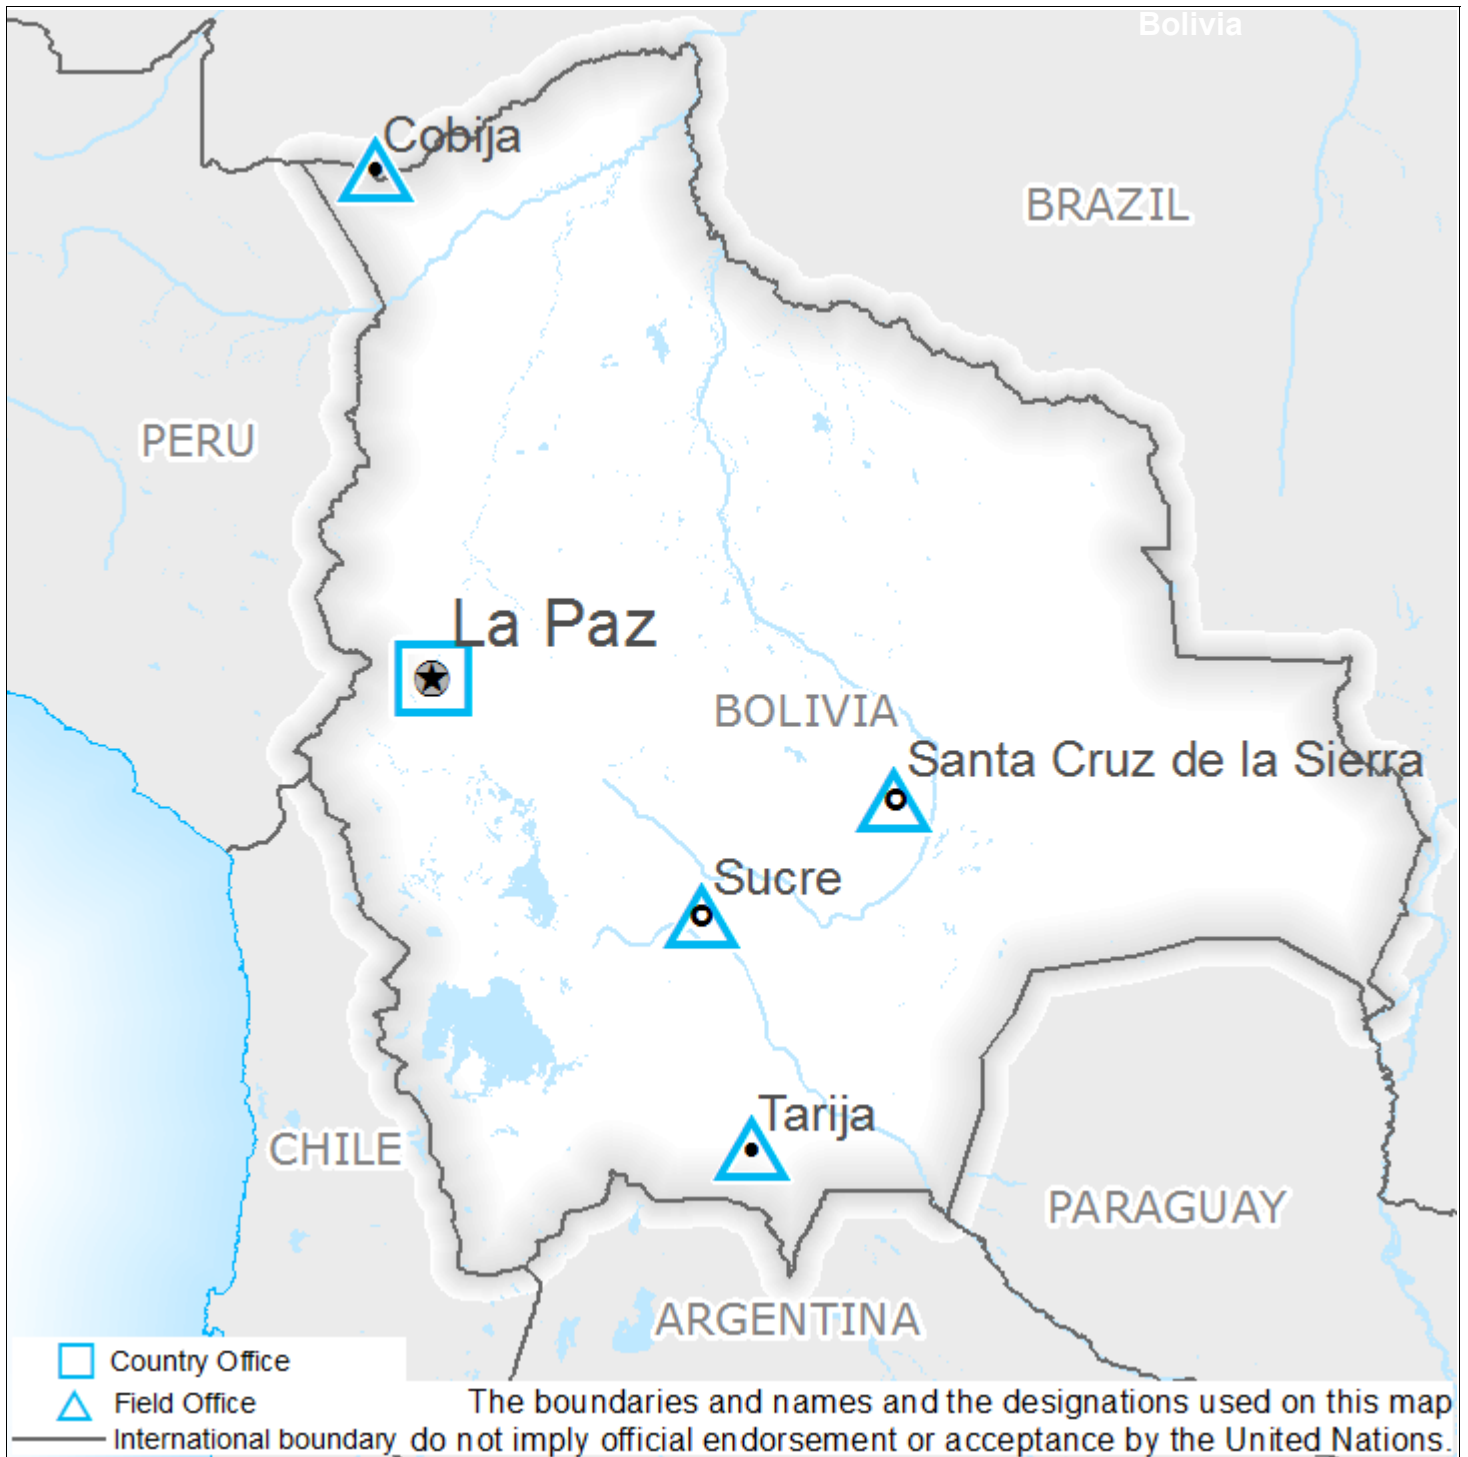 Bolivia
Cobija
BRAZIL
PERU
La Paz
BOLIVIA
Santa Cruz de la Sierra
Sucre
Tarija
CHILE
PARAGUAY
ARGENTINA
Country Office
Field Office
International boundary
The boundaries and names and the designations used on this map
do not imply official endorsement or acceptance by the United Nations.